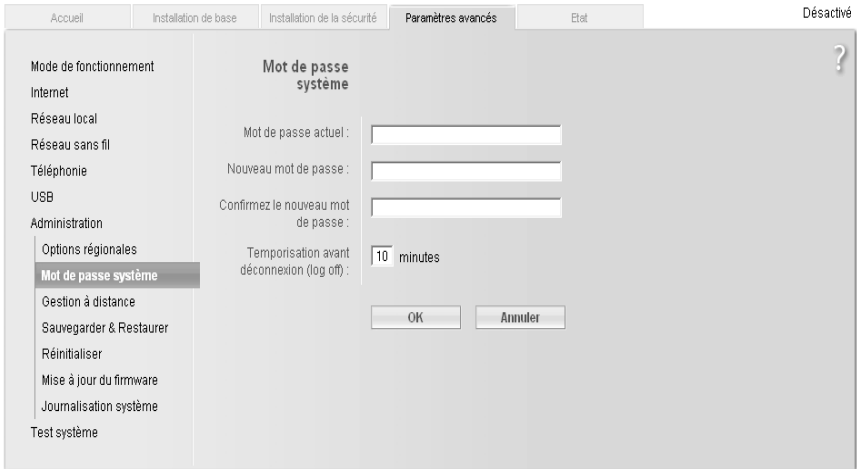 Accueil
Installation de base
Installation de la sécurité
Paramètres avancés
Etat
Désactivé
?
Mode de fonctionnement
Internet
Réseau local
Réseau sans fil
Téléphonie
USB
Administration
Options régionales
Mot de passe système
Gestion à distance
Sauvegarder & Restaurer
Réinitialiser
Mise à jour du firmware
Journalisation système
Test système
Mot de passe
système
Mot de passe actuel :
Nouveau mot de passe :
Confirmez le nouveau mot
de passe :
Temporisation avant
déconnexion (log off) :
10 minutes
OK
Annuler